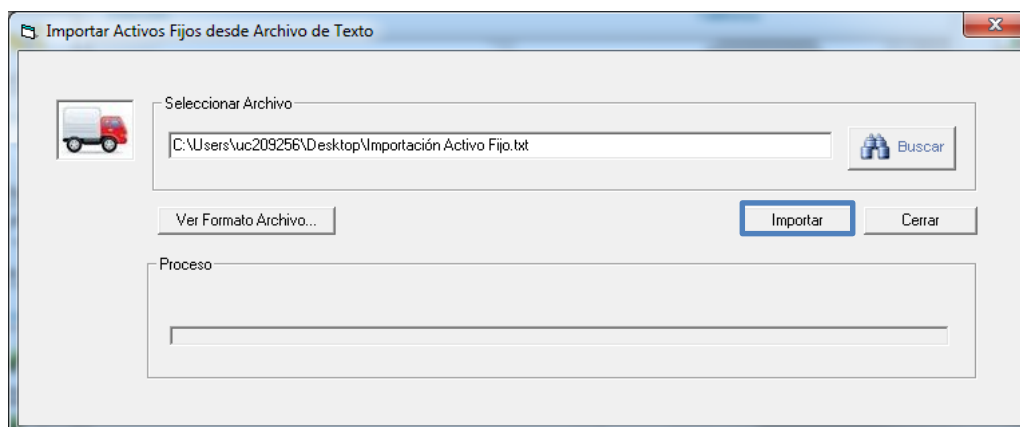 Importar Activos Fijos desde Archivo de Texto
x
Seleccionar Archivo
C:\Users\uc209256\Desktop\Importación Activo Fijo.txt
Buscar
Ver Formato Archivo...
Importar
Cerrar
Proceso